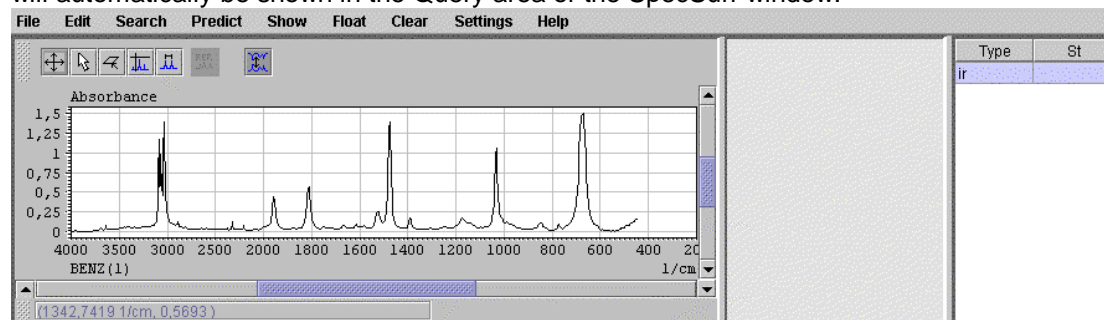 will automatically be shown in the Query area of the SpecSurf window.
File Edit Search Predict Show Float Clear Settings Help
Type St
ir
Absorbance
1,5
1,25
1
0,75
0,5
0,25
0
4000 3500 3000 2500 2000 1800 1600 1400 1200 1000 800 600 400 20
BENZ(1) 1/cm
(1342,7419 1/cm, 0,5693 )